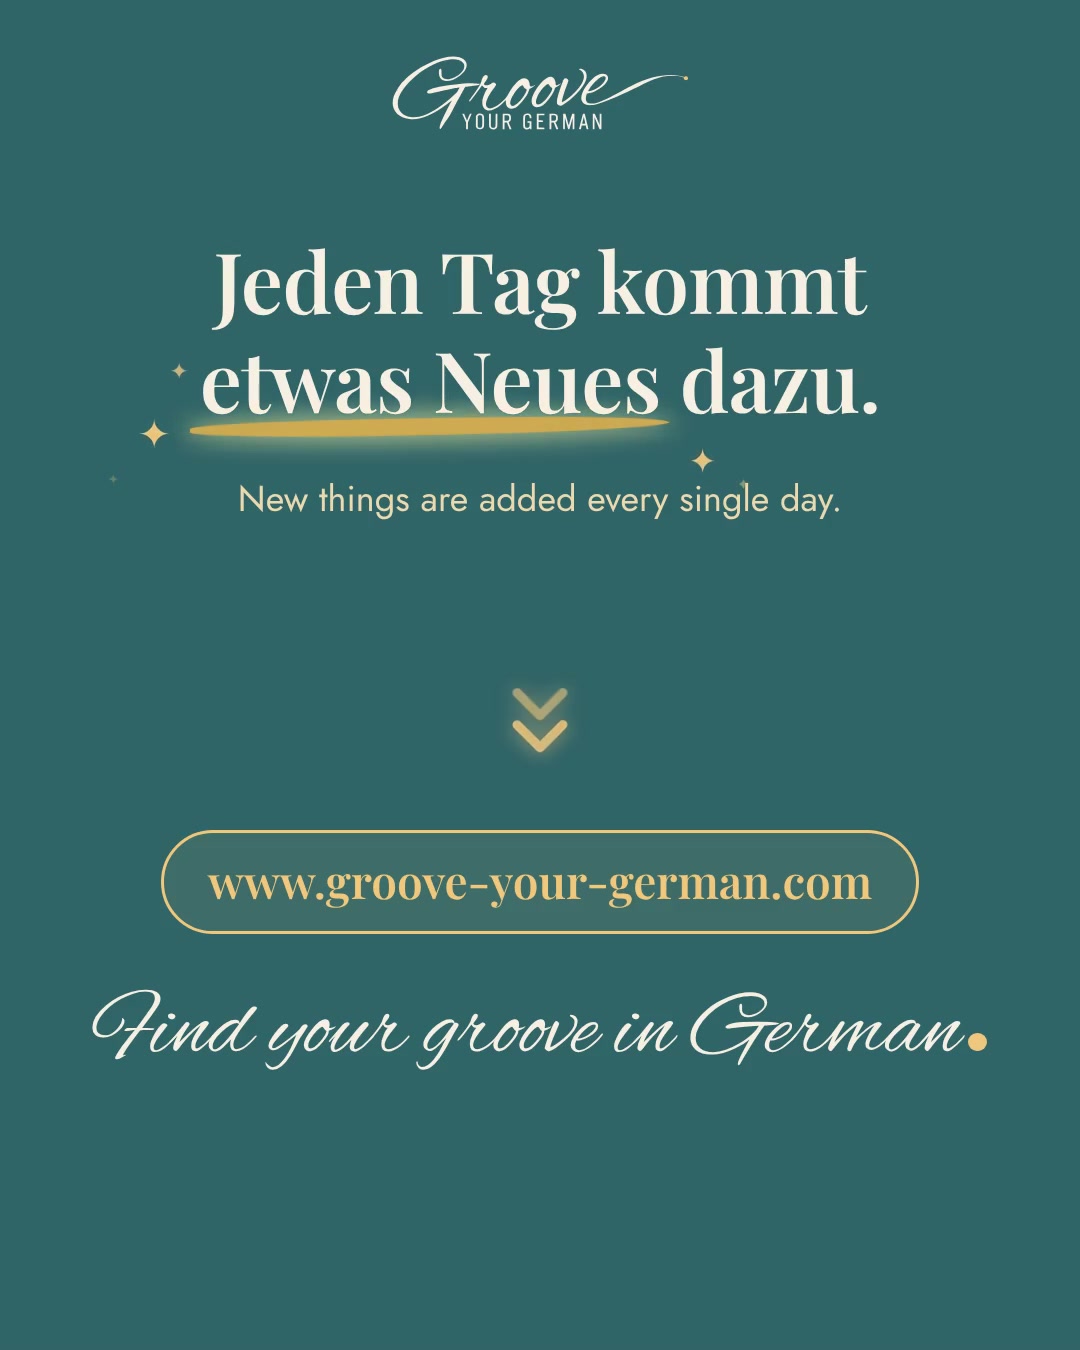 Groove
YOUR GERMAN
Jeden Tag kommt
etwas Neues dazu.
New things are added every single day.
www.groove-your-german.com
Find your groove in German.